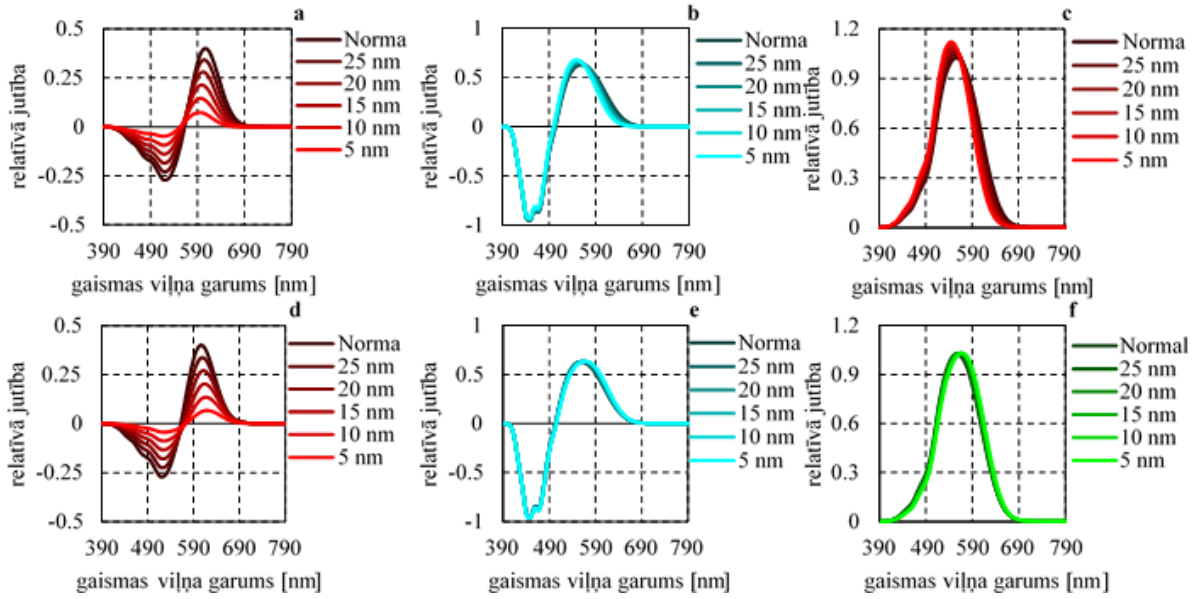 a
0.5
0.25
0
-0.25
-0.5
relatīvā jutība
390 490 590 690 790
gaismas viļņa garums [nm]
Norma
25 nm
20 nm
15 nm
10 nm
5 nm
b
1
0.5
0
-0.5
-1
relatīvā jutība
390 490 590 690 790
gaismas viļņa garums [nm]
Norma
25 nm
20 nm
15 nm
10 nm
5 nm
c
1.2
0.9
0.6
0.3
0
relatīvā jutība
390 490 590 690 790
gaismas viļņa garums [nm]
Norma
25 nm
20 nm
15 nm
10 nm
5 nm
d
0.5
0.25
0
-0.25
-0.5
relatīvā jutība
390 490 590 690 790
gaismas viļņa garums [nm]
Norma
25 nm
20 nm
15 nm
10 nm
5 nm
e
1
0.5
0
-0.5
-1
relatīvā jutība
390 490 590 690 790
gaismas viļņa garums [nm]
Norma
25 nm
20 nm
15 nm
10 nm
5 nm
f
1.2
0.9
0.6
0.3
0
relatīvā jutība
390 490 590 690 790
gaismas viļņa garums [nm]
Normal
25 nm
20 nm
15 nm
10 nm
5 nm